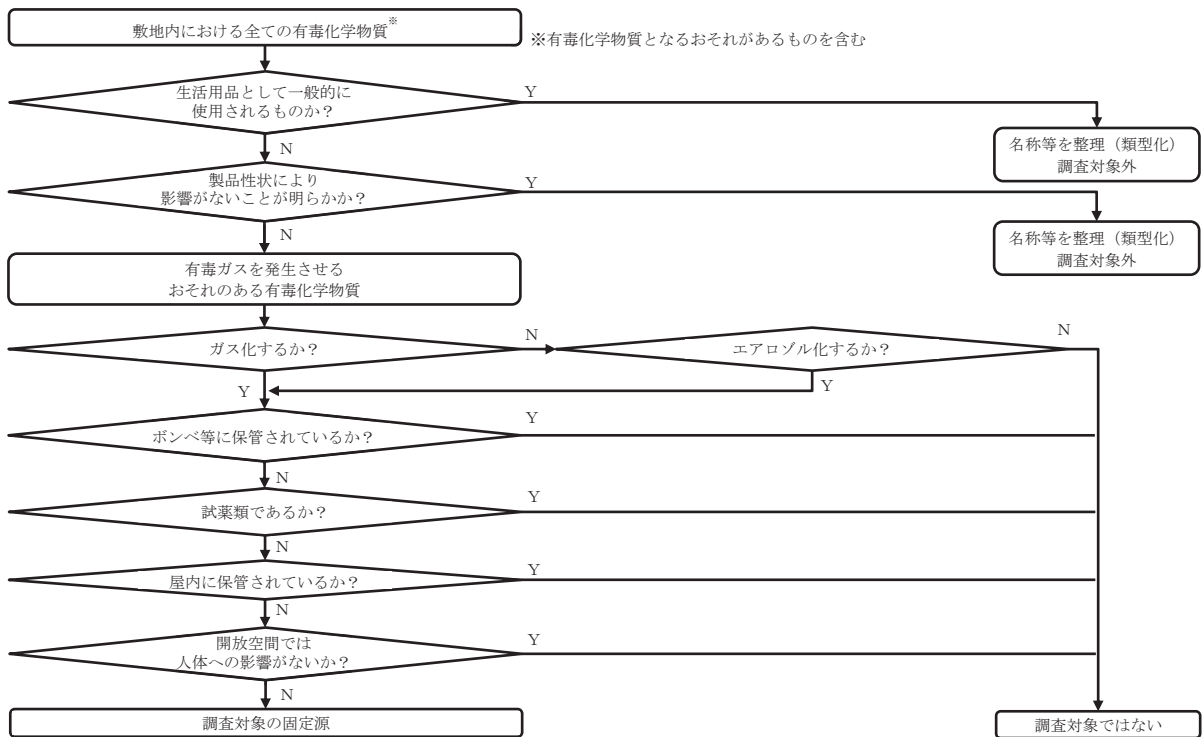 敷地内における全ての有毒化学物質※
※有毒化学物質となるおそれがあるものを含む
生活用品として一般的に
使用されるものか？
Y
N
名称等を整理（類型化）
調査対象外
製品性状により
影響がないことが明らかか？
Y
N
名称等を整理（類型化）
調査対象外
有毒ガスを発生させる
おそれのある有毒化学物質
ガス化するか？
N
エアロゾル化するか？
N
Y
Y
ボンベ等に保管されているか？
Y
N
試薬類であるか？
Y
N
屋内に保管されているか？
Y
N
開放空間では
人体への影響がないか？
Y
N
調査対象の固定源
調査対象ではない